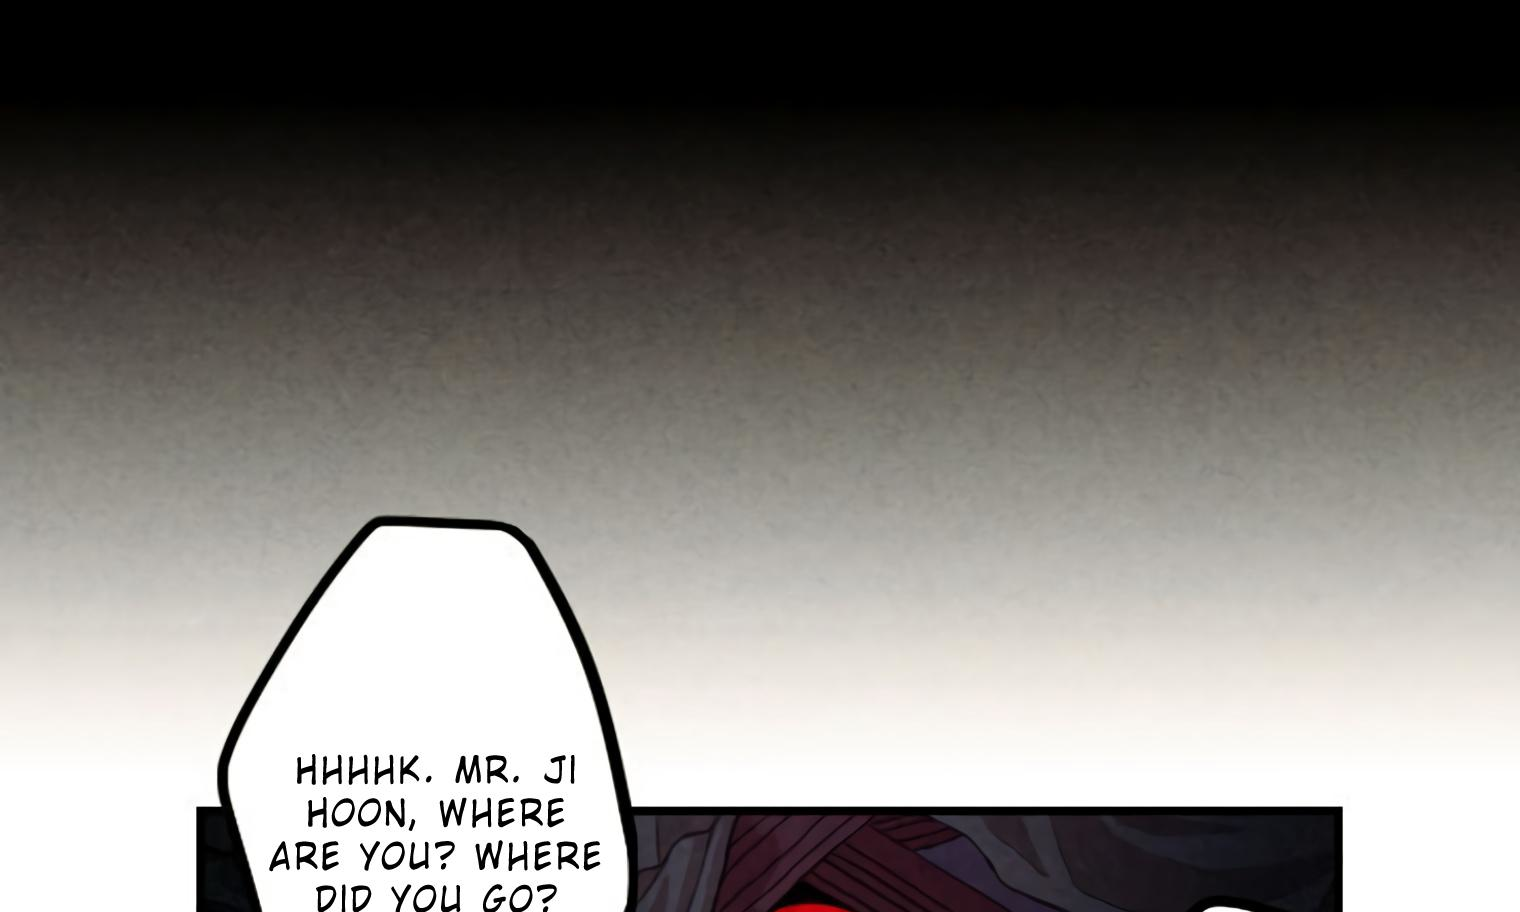 HHHHK. MR. JI
HOON, WHERE
ARE YOU? WHERE
DID YOU GO?